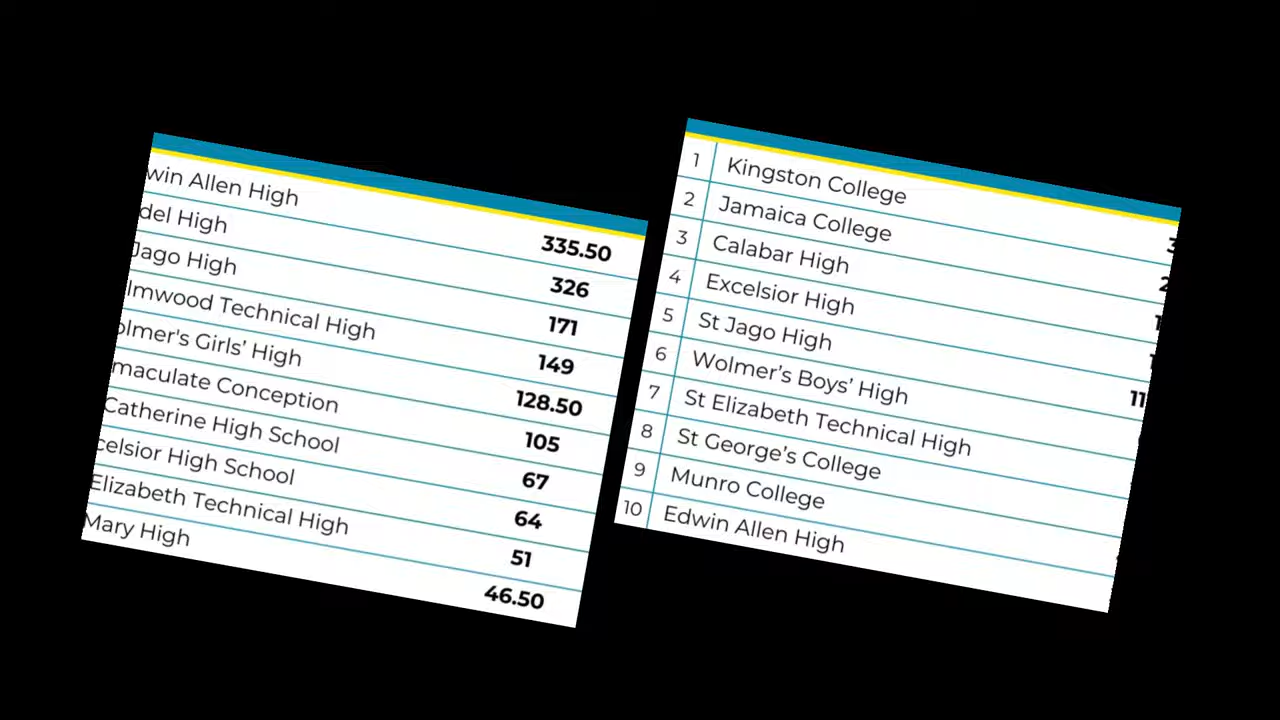 win Allen High 335.50
del High 326
Jago High 171
lmwood Technical High 149
olmer's Girls' High 128.50
maculate Conception 105
Catherine High School 67
celsior High School 64
Elizabeth Technical High 51
Mary High 46.50
1 Kingston College
2 Jamaica College
3 Calabar High
4 Excelsior High
5 St Jago High 11
6 Wolmer's Boys' High
7 St Elizabeth Technical High
8 St George's College
9 Munro College
10 Edwin Allen High